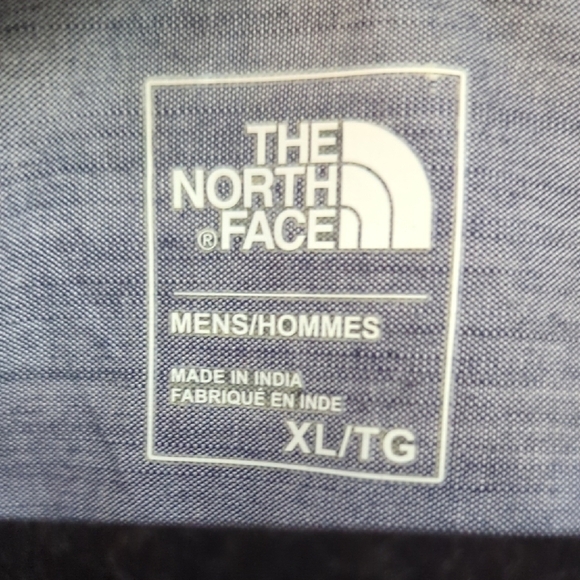 THE
NORTH
®FACE
MENS/HOMMES
MADE IN INDIA
FABRIQUÉ EN INDE
XL/TG